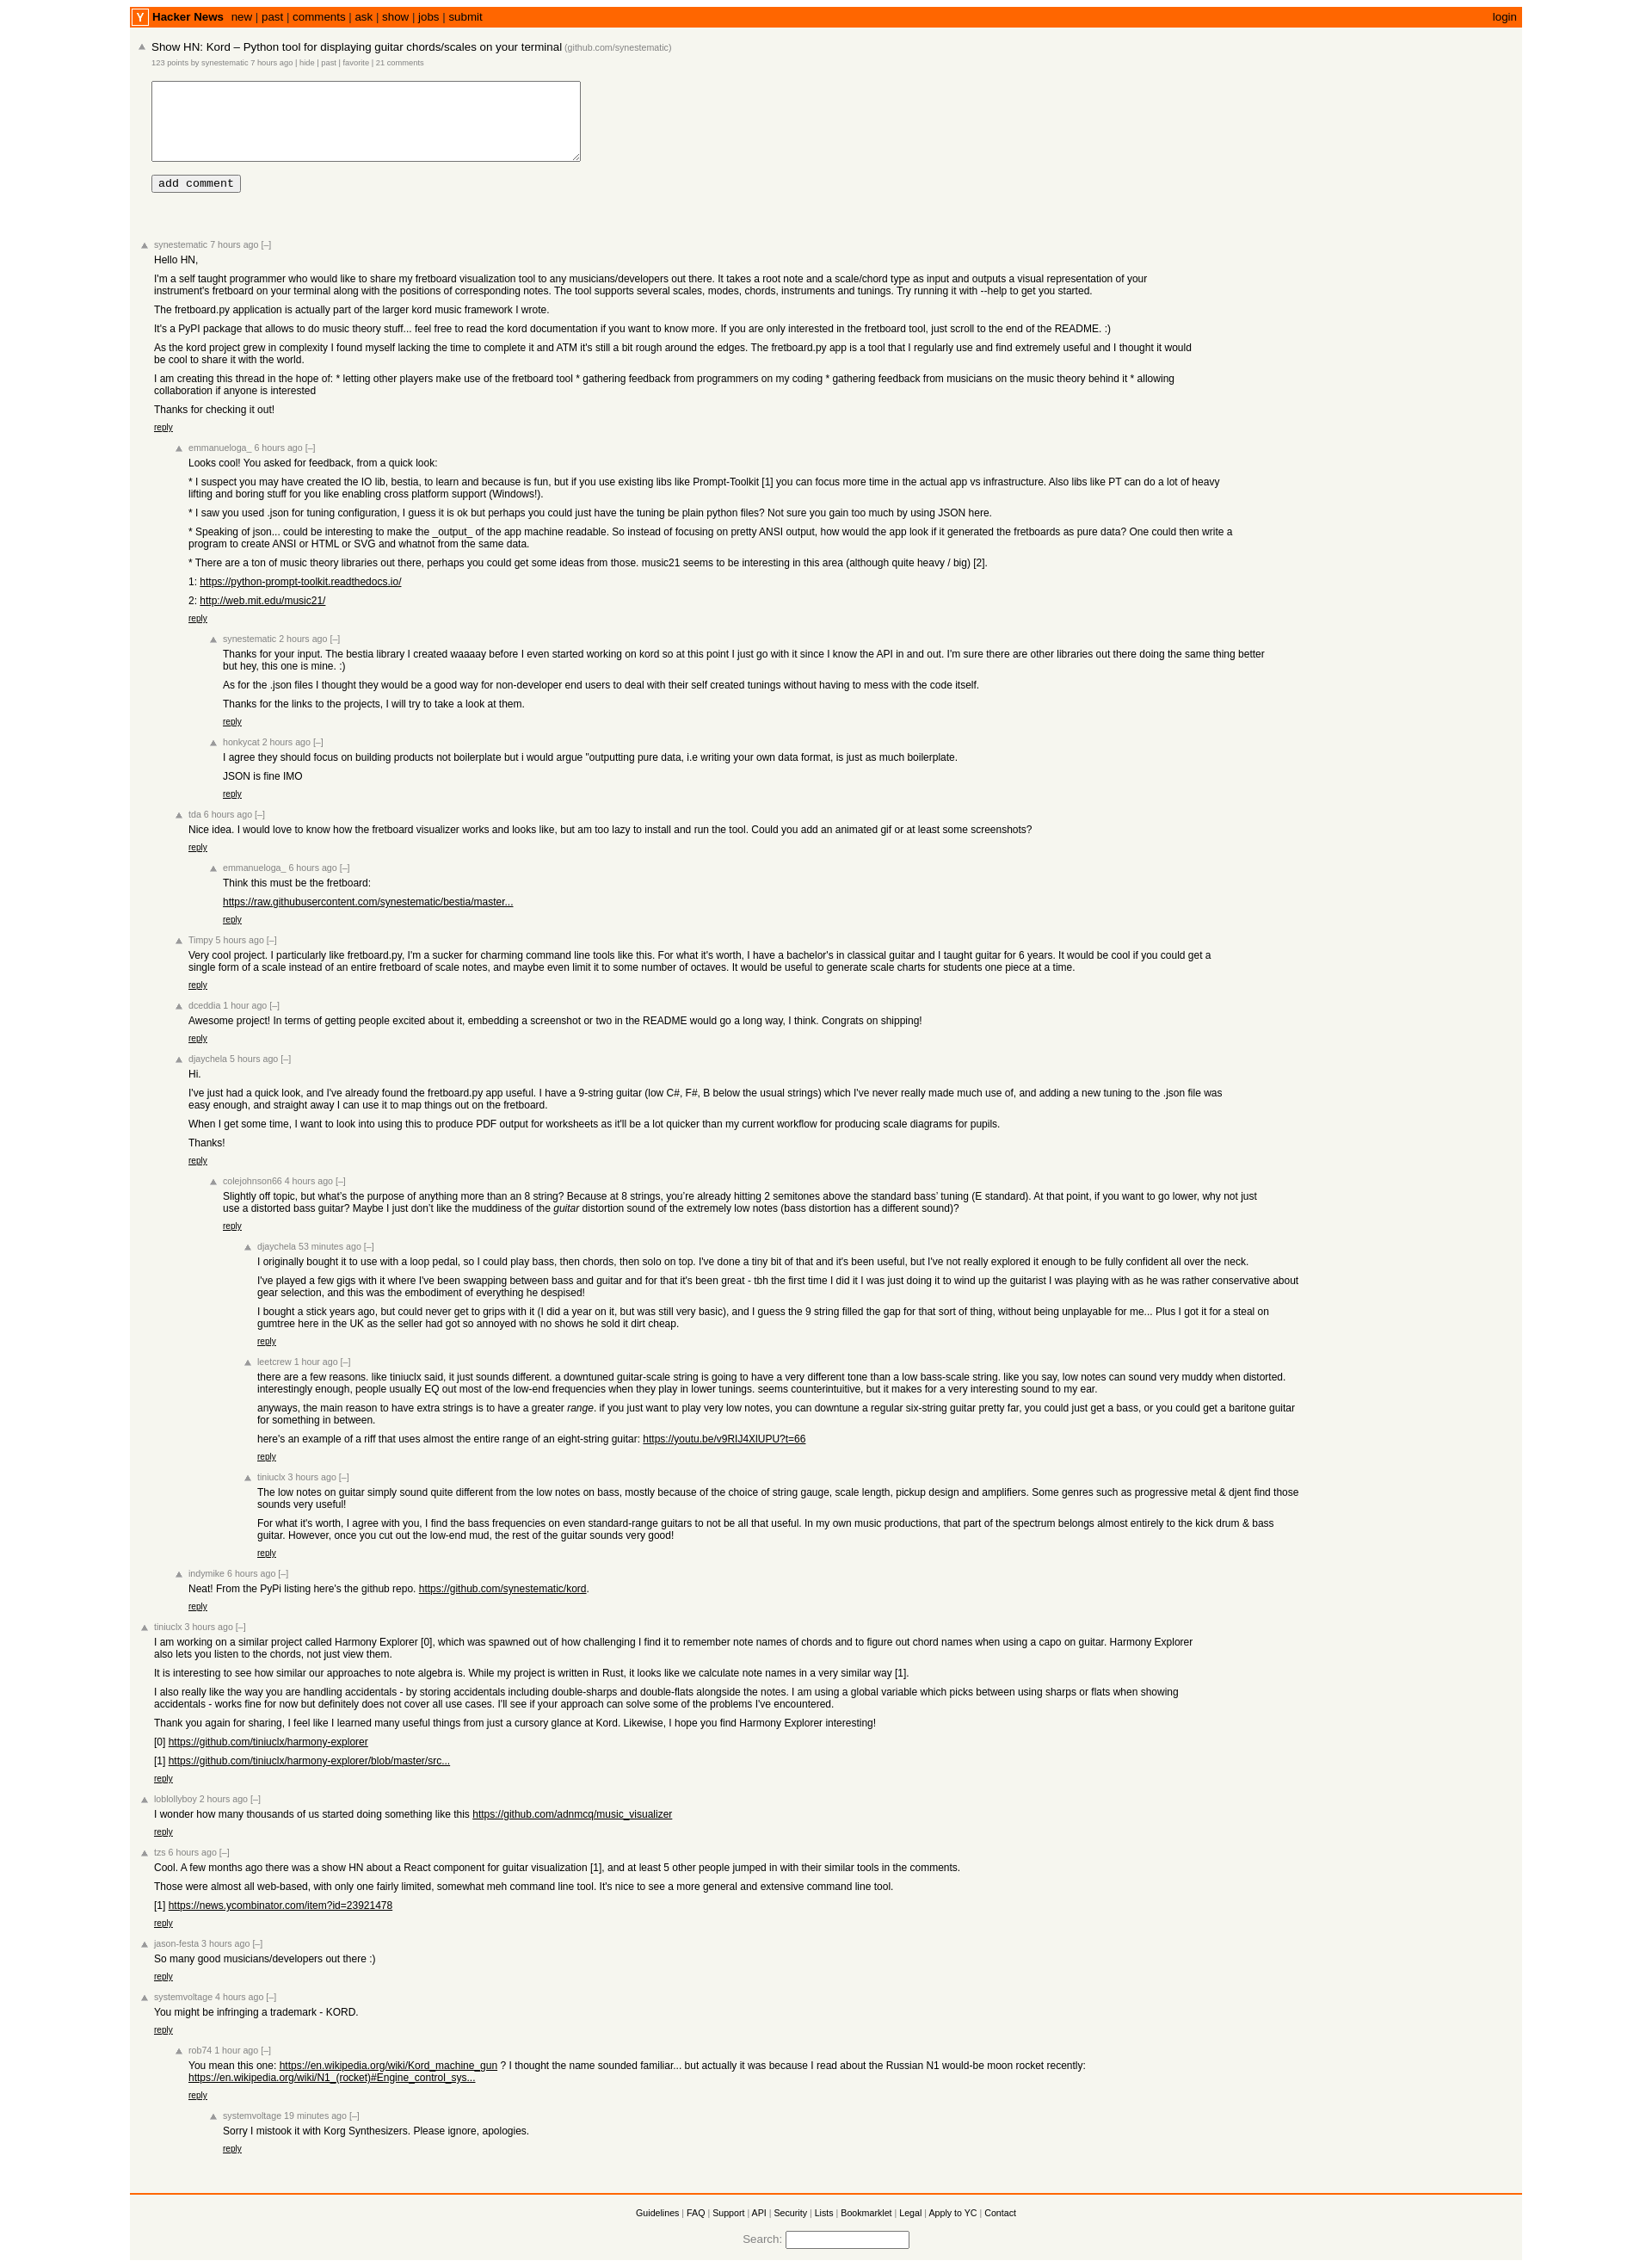 Y Hacker News new | past | comments | ask | show | jobs | submit login
Show HN: Kord – Python tool for displaying guitar chords/scales on your terminal (github.com/synestematic)
123 points by synestematic 7 hours ago | hide | past | favorite | 21 comments
add comment
synestematic 7 hours ago [–]
Hello HN,
I'm a self taught programmer who would like to share my fretboard visualization tool to any musicians/developers out there. It takes a root note and a scale/chord type as input and outputs a visual representation of your
instrument's fretboard on your terminal along with the positions of corresponding notes. The tool supports several scales, modes, chords, instruments and tunings. Try running it with --help to get you started.
The fretboard.py application is actually part of the larger kord music framework I wrote.
It's a PyPI package that allows to do music theory stuff... feel free to read the kord documentation if you want to know more. If you are only interested in the fretboard tool, just scroll to the end of the README. :)
As the kord project grew in complexity I found myself lacking the time to complete it and ATM it's still a bit rough around the edges. The fretboard.py app is a tool that I regularly use and find extremely useful and I thought it would
be cool to share it with the world.
I am creating this thread in the hope of: * letting other players make use of the fretboard tool * gathering feedback from programmers on my coding * gathering feedback from musicians on the music theory behind it * allowing
collaboration if anyone is interested
Thanks for checking it out!
reply
emmanueloga_ 6 hours ago [–]
Looks cool! You asked for feedback, from a quick look:
* I suspect you may have created the IO lib, bestia, to learn and because is fun, but if you use existing libs like Prompt-Toolkit [1] you can focus more time in the actual app vs infrastructure. Also libs like PT can do a lot of heavy
lifting and boring stuff for you like enabling cross platform support (Windows!).
* I saw you used .json for tuning configuration, I guess it is ok but perhaps you could just have the tuning be plain python files? Not sure you gain too much by using JSON here.
* Speaking of json... could be interesting to make the _output_ of the app machine readable. So instead of focusing on pretty ANSI output, how would the app look if it generated the fretboards as pure data? One could then write a
program to create ANSI or HTML or SVG and whatnot from the same data.
* There are a ton of music theory libraries out there, perhaps you could get some ideas from those. music21 seems to be interesting in this area (although quite heavy / big) [2].
1: https://python-prompt-toolkit.readthedocs.io/
2: http://web.mit.edu/music21/
reply
synestematic 2 hours ago [–]
Thanks for your input. The bestia library I created waaaay before I even started working on kord so at this point I just go with it since I know the API in and out. I'm sure there are other libraries out there doing the same thing better
but hey, this one is mine. :)
As for the .json files I thought they would be a good way for non-developer end users to deal with their self created tunings without having to mess with the code itself.
Thanks for the links to the projects, I will try to take a look at them.
reply
honkycat 2 hours ago [–]
I agree they should focus on building products not boilerplate but i would argue "outputting pure data, i.e writing your own data format, is just as much boilerplate.
JSON is fine IMO
reply
tda 6 hours ago [–]
Nice idea. I would love to know how the fretboard visualizer works and looks like, but am too lazy to install and run the tool. Could you add an animated gif or at least some screenshots?
reply
emmanueloga_ 6 hours ago [–]
Think this must be the fretboard:
https://raw.githubusercontent.com/synestematic/bestia/master...
reply
Timpy 5 hours ago [–]
Very cool project. I particularly like fretboard.py, I'm a sucker for charming command line tools like this. For what it's worth, I have a bachelor's in classical guitar and I taught guitar for 6 years. It would be cool if you could get a
single form of a scale instead of an entire fretboard of scale notes, and maybe even limit it to some number of octaves. It would be useful to generate scale charts for students one piece at a time.
reply
dceddia 1 hour ago [–]
Awesome project! In terms of getting people excited about it, embedding a screenshot or two in the README would go a long way, I think. Congrats on shipping!
reply
djaychela 5 hours ago [–]
Hi.
I've just had a quick look, and I've already found the fretboard.py app useful. I have a 9-string guitar (low C#, F#, B below the usual strings) which I've never really made much use of, and adding a new tuning to the .json file was
easy enough, and straight away I can use it to map things out on the fretboard.
When I get some time, I want to look into using this to produce PDF output for worksheets as it'll be a lot quicker than my current workflow for producing scale diagrams for pupils.
Thanks!
reply
colejohnson66 4 hours ago [–]
Slightly off topic, but what’s the purpose of anything more than an 8 string? Because at 8 strings, you’re already hitting 2 semitones above the standard bass’ tuning (E standard). At that point, if you want to go lower, why not just
use a distorted bass guitar? Maybe I just don’t like the muddiness of the guitar distortion sound of the extremely low notes (bass distortion has a different sound)?
reply
djaychela 53 minutes ago [–]
I originally bought it to use with a loop pedal, so I could play bass, then chords, then solo on top. I've done a tiny bit of that and it's been useful, but I've not really explored it enough to be fully confident all over the neck.
I've played a few gigs with it where I've been swapping between bass and guitar and for that it's been great - tbh the first time I did it I was just doing it to wind up the guitarist I was playing with as he was rather conservative about
gear selection, and this was the embodiment of everything he despised!
I bought a stick years ago, but could never get to grips with it (I did a year on it, but was still very basic), and I guess the 9 string filled the gap for that sort of thing, without being unplayable for me... Plus I got it for a steal on
gumtree here in the UK as the seller had got so annoyed with no shows he sold it dirt cheap.
reply
leetcrew 1 hour ago [–]
there are a few reasons. like tiniuclx said, it just sounds different. a downtuned guitar-scale string is going to have a very different tone than a low bass-scale string. like you say, low notes can sound very muddy when distorted.
interestingly enough, people usually EQ out most of the low-end frequencies when they play in lower tunings. seems counterintuitive, but it makes for a very interesting sound to my ear.
anyways, the main reason to have extra strings is to have a greater range. if you just want to play very low notes, you can downtune a regular six-string guitar pretty far, you could just get a bass, or you could get a baritone guitar
for something in between.
here's an example of a riff that uses almost the entire range of an eight-string guitar: https://youtu.be/v9RIJ4XlUPU?t=66
reply
tiniuclx 3 hours ago [–]
The low notes on guitar simply sound quite different from the low notes on bass, mostly because of the choice of string gauge, scale length, pickup design and amplifiers. Some genres such as progressive metal & djent find those
sounds very useful!
For what it's worth, I agree with you, I find the bass frequencies on even standard-range guitars to not be all that useful. In my own music productions, that part of the spectrum belongs almost entirely to the kick drum & bass
guitar. However, once you cut out the low-end mud, the rest of the guitar sounds very good!
reply
indymike 6 hours ago [–]
Neat! From the PyPi listing here's the github repo. https://github.com/synestematic/kord.
reply
tiniuclx 3 hours ago [–]
I am working on a similar project called Harmony Explorer [0], which was spawned out of how challenging I find it to remember note names of chords and to figure out chord names when using a capo on guitar. Harmony Explorer
also lets you listen to the chords, not just view them.
It is interesting to see how similar our approaches to note algebra is. While my project is written in Rust, it looks like we calculate note names in a very similar way [1].
I also really like the way you are handling accidentals - by storing accidentals including double-sharps and double-flats alongside the notes. I am using a global variable which picks between using sharps or flats when showing
accidentals - works fine for now but definitely does not cover all use cases. I'll see if your approach can solve some of the problems I've encountered.
Thank you again for sharing, I feel like I learned many useful things from just a cursory glance at Kord. Likewise, I hope you find Harmony Explorer interesting!
[0] https://github.com/tiniuclx/harmony-explorer
[1] https://github.com/tiniuclx/harmony-explorer/blob/master/src...
reply
loblollyboy 2 hours ago [–]
I wonder how many thousands of us started doing something like this https://github.com/adnmcq/music_visualizer
reply
tzs 6 hours ago [–]
Cool. A few months ago there was a show HN about a React component for guitar visualization [1], and at least 5 other people jumped in with their similar tools in the comments.
Those were almost all web-based, with only one fairly limited, somewhat meh command line tool. It's nice to see a more general and extensive command line tool.
[1] https://news.ycombinator.com/item?id=23921478
reply
jason-festa 3 hours ago [–]
So many good musicians/developers out there :)
reply
systemvoltage 4 hours ago [–]
You might be infringing a trademark - KORD.
reply
rob74 1 hour ago [–]
You mean this one: https://en.wikipedia.org/wiki/Kord_machine_gun ? I thought the name sounded familiar... but actually it was because I read about the Russian N1 would-be moon rocket recently:
https://en.wikipedia.org/wiki/N1_(rocket)#Engine_control_sys...
reply
systemvoltage 19 minutes ago [–]
Sorry I mistook it with Korg Synthesizers. Please ignore, apologies.
reply
Guidelines | FAQ | Support | API | Security | Lists | Bookmarklet | Legal | Apply to YC | Contact
Search: